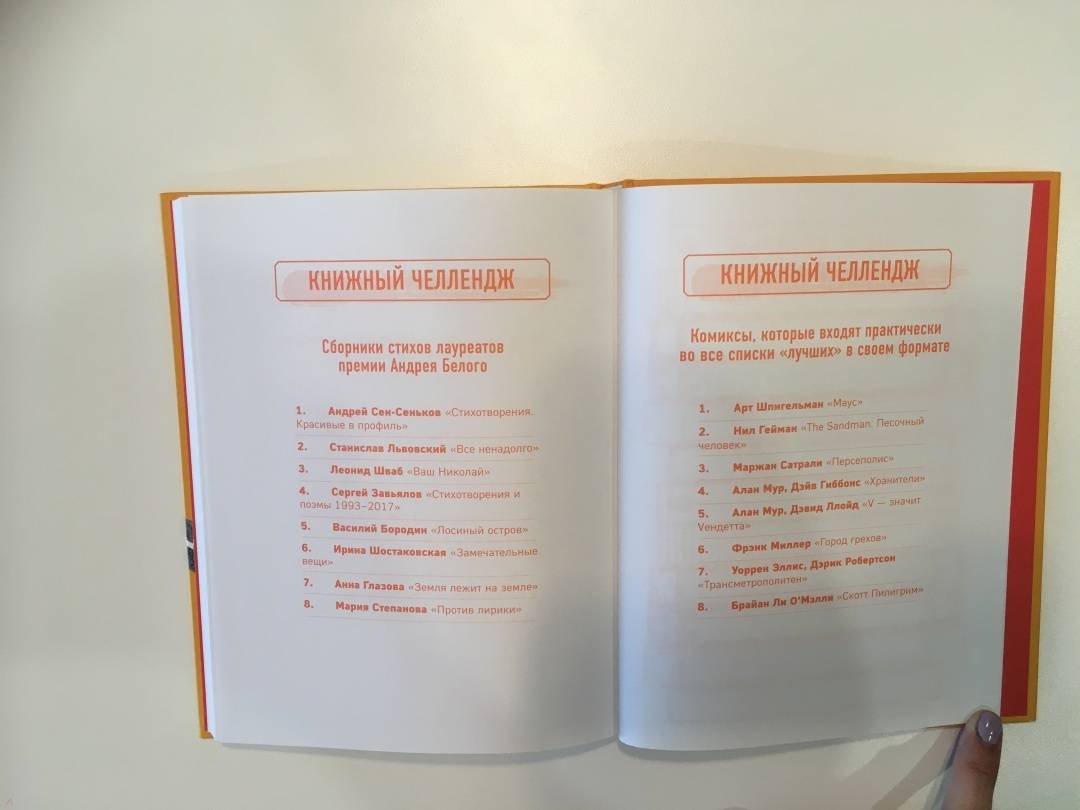 КНИЖНЫЙ ЧЕЛЛЕНДЖ
Сборники стихов лауреатов
премии Андрея Белого
1. Андрей Сен-Сеньков «Стихотворения.
Красивые в профиль»
2. Станислав Львовский «Все ненадолго»
3. Леонид Шваб «Ваш Николай»
4. Сергей Завьялов «Стихотворения и
поэмы 1993–2017»
5. Василий Бородин «Лосиный остров»
6. Ирина Шостаковская «Замечательные
вещи»
7. Анна Глазова «Земля лежит на земле»
8. Мария Степанова «Против лирики»
КНИЖНЫЙ ЧЕЛЛЕНДЖ
Комиксы, которые входят практически
во все списки «лучших» в своем формате
1. Арт Шпигельман «Маус»
2. Нил Гейман «The Sandman. Песочный
человек»
3. Маржан Сатрапи «Персеполис»
4. Алан Мур, Дэйв Гиббонс «Хранители»
5. Алан Мур, Дэвид Ллойд «V — значит
Vендетта»
6. Фрэнк Миллер «Город грехов»
7. Уоррен Эллис, Дэрик Робертсон
«Трансметрополитен»
8. Брайан Ли О'Мэлли «Скотт Пилигрим»